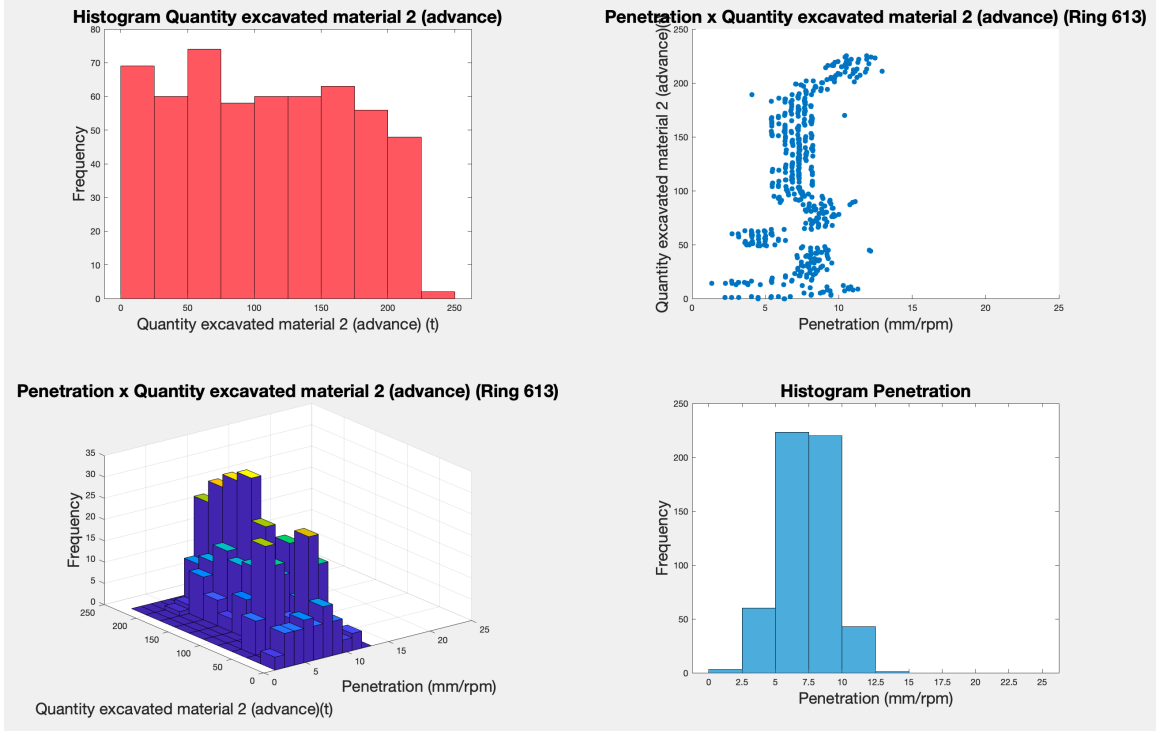 Histogram Quantity excavated material 2 (advance)
80
70
60
50
40
30
20
10
0
Frequency
0 50 100 150 200 250
Quantity excavated material 2 (advance) (t)
Penetration x Quantity excavated material 2 (advance) (Ring 613)
250
200
150
100
50
0
Quantity excavated material 2 (advance)(t)
0 5 10 15 20 25
Penetration (mm/rpm)
Penetration x Quantity excavated material 2 (advance) (Ring 613)
35
30
25
20
15
10
5
0
Frequency
250
200
150
100
50
0
0
5
10
15
20
25
Penetration (mm/rpm)
Quantity excavated material 2 (advance)(t)
Histogram Penetration
250
200
150
100
50
0
Frequency
0 2.5 5 7.5 10 12.5 15 17.5 20 22.5 25
Penetration (mm/rpm)